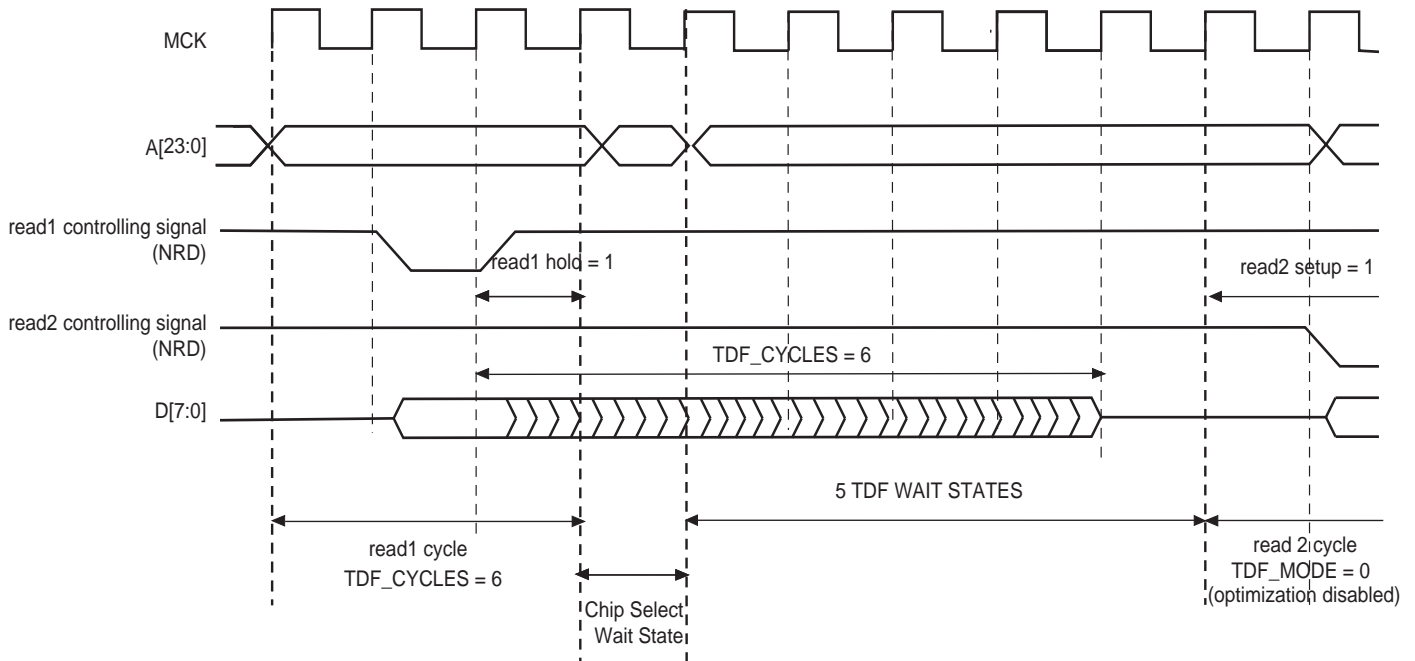 MCK
A[23:0]
read1 controlling signal
(NRD)
read1 hold = 1
read2 setup = 1
read2 controlling signal
(NRD)
TDF_CYCLES = 6
D[7:0]
5 TDF WAIT STATES
read1 cycle
TDF_CYCLES = 6
Chip Select
Wait State
read 2 cycle
TDF_MODE = 0
(optimization disabled)